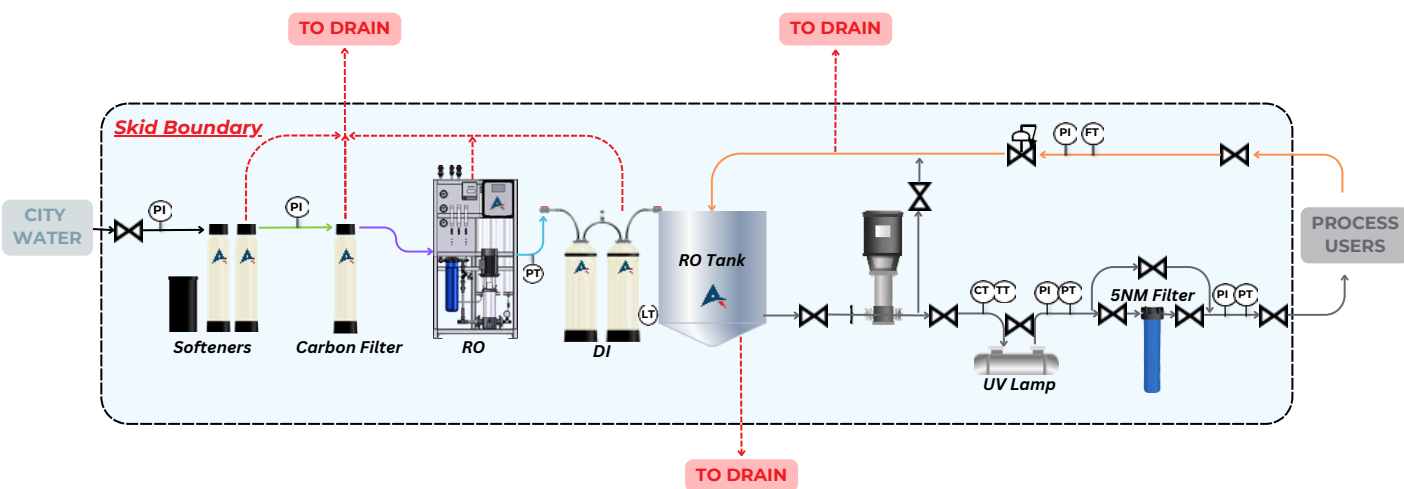 TO DRAIN
TO DRAIN
Skid Boundary
PI
FT
CITY
WATER
PI
PI
PROCESS
USERS
RO Tank
PT
LT
CT
TT
PI
PT
5NM Filter
PI
PT
Softeners
Carbon Filter
RO
DI
UV Lamp
TO DRAIN